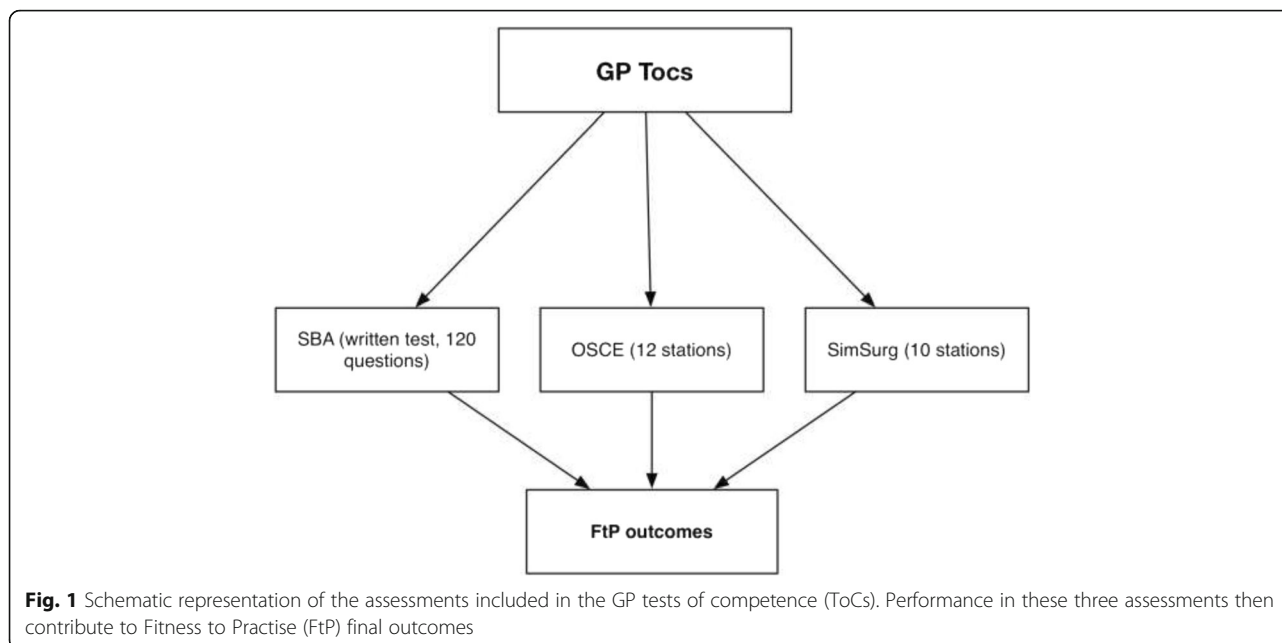 GP Tocs
SBA (written test, 120
questions)
OSCE (12 stations)
SimSurg (10 stations)
FtP outcomes
Fig. 1 Schematic representation of the assessments included in the GP tests of competence (ToCs). Performance in these three assessments then
contribute to Fitness to Practise (FtP) final outcomes